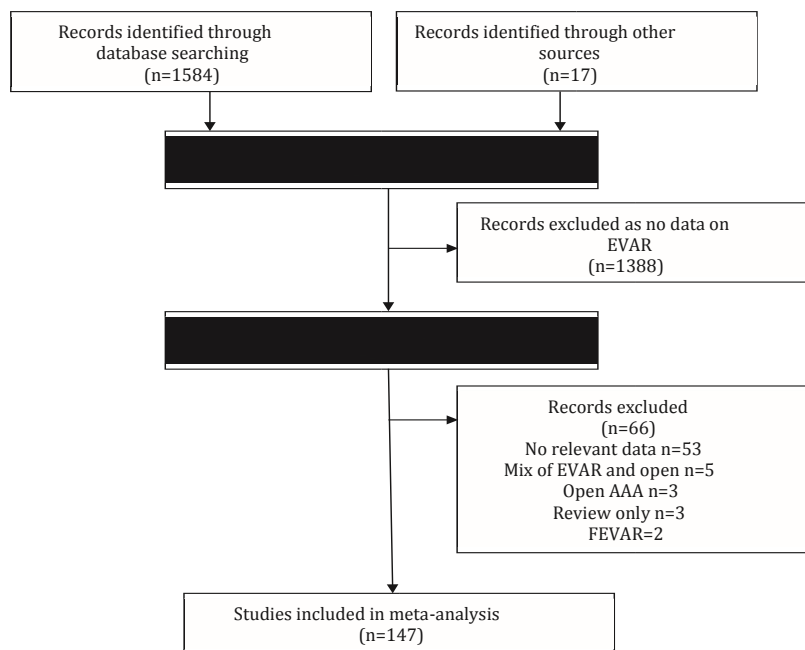 Records identified through
database searching
(n=1584)
Records identified through other
sources
(n=17)
Records excluded as no data on
EVAR
(n=1388)
Records excluded
(n=66)
No relevant data n=53
Mix of EVAR and open n=5
Open AAA n=3
Review only n=3
FEVAR=2
Studies included in meta-analysis
(n=147)